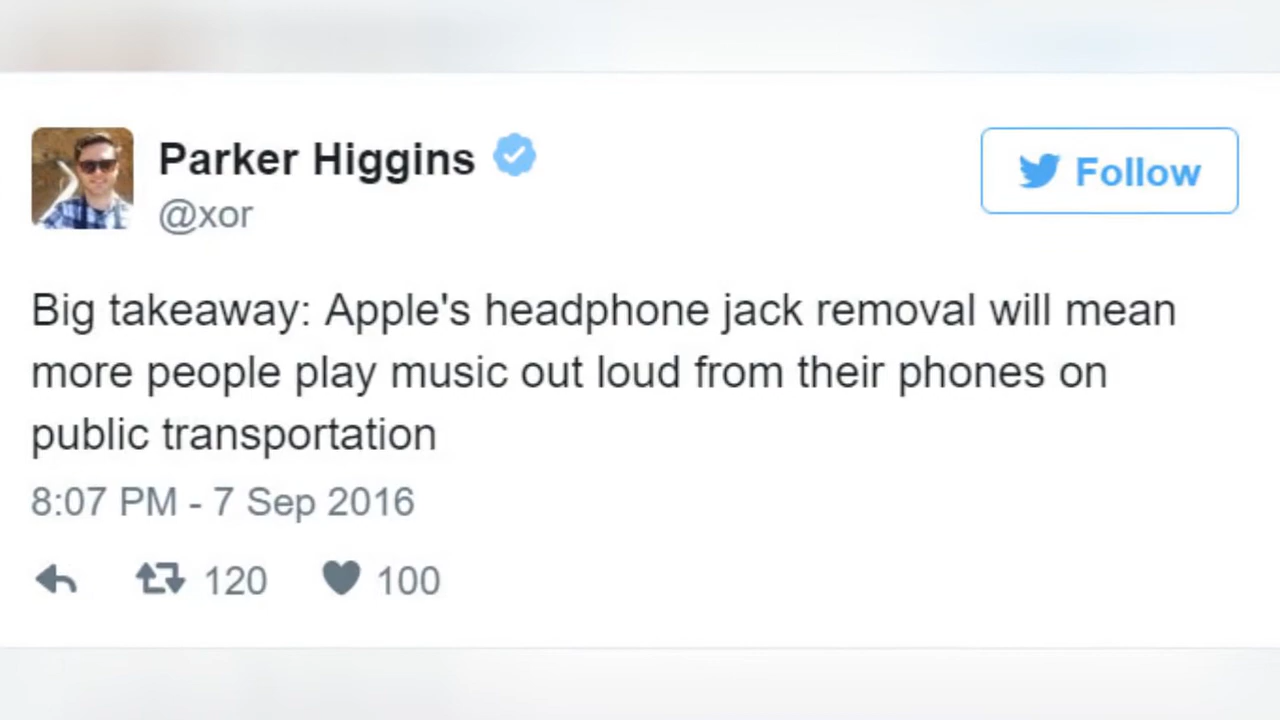 Parker Higgins
@xor
Follow
Big takeaway: Apple's headphone jack removal will mean
more people play music out loud from their phones on
public transportation
8:07 PM - 7 Sep 2016
120 100